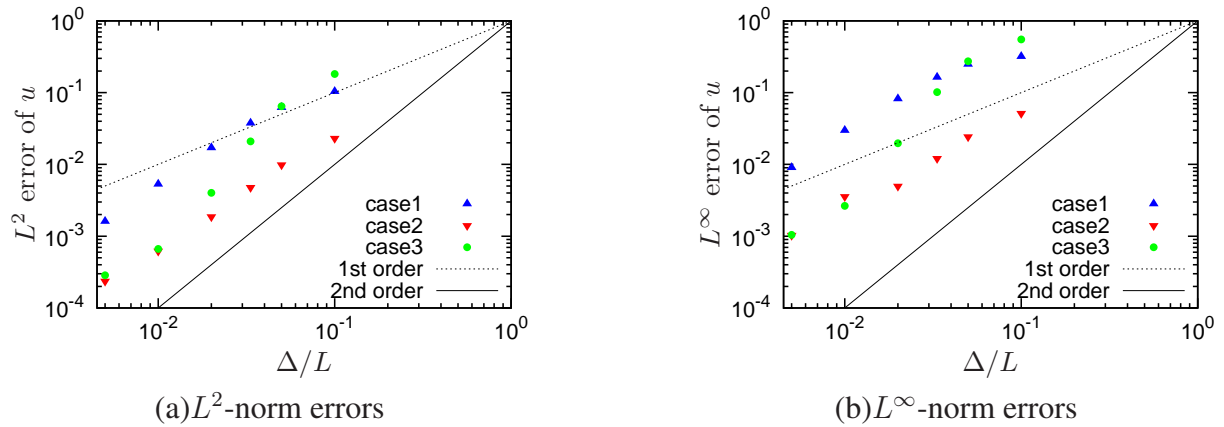 10^0
10^-1
10^-2
10^-3
10^-4
L^2 error of u
case1
case2
case3
1st order
2nd order
10^-2
10^-1
10^0
Δ/L
(a)L^2-norm errors
10^0
10^-1
10^-2
10^-3
10^-4
L^∞ error of u
case1
case2
case3
1st order
2nd order
10^-2
10^-1
10^0
Δ/L
(b)L^∞-norm errors